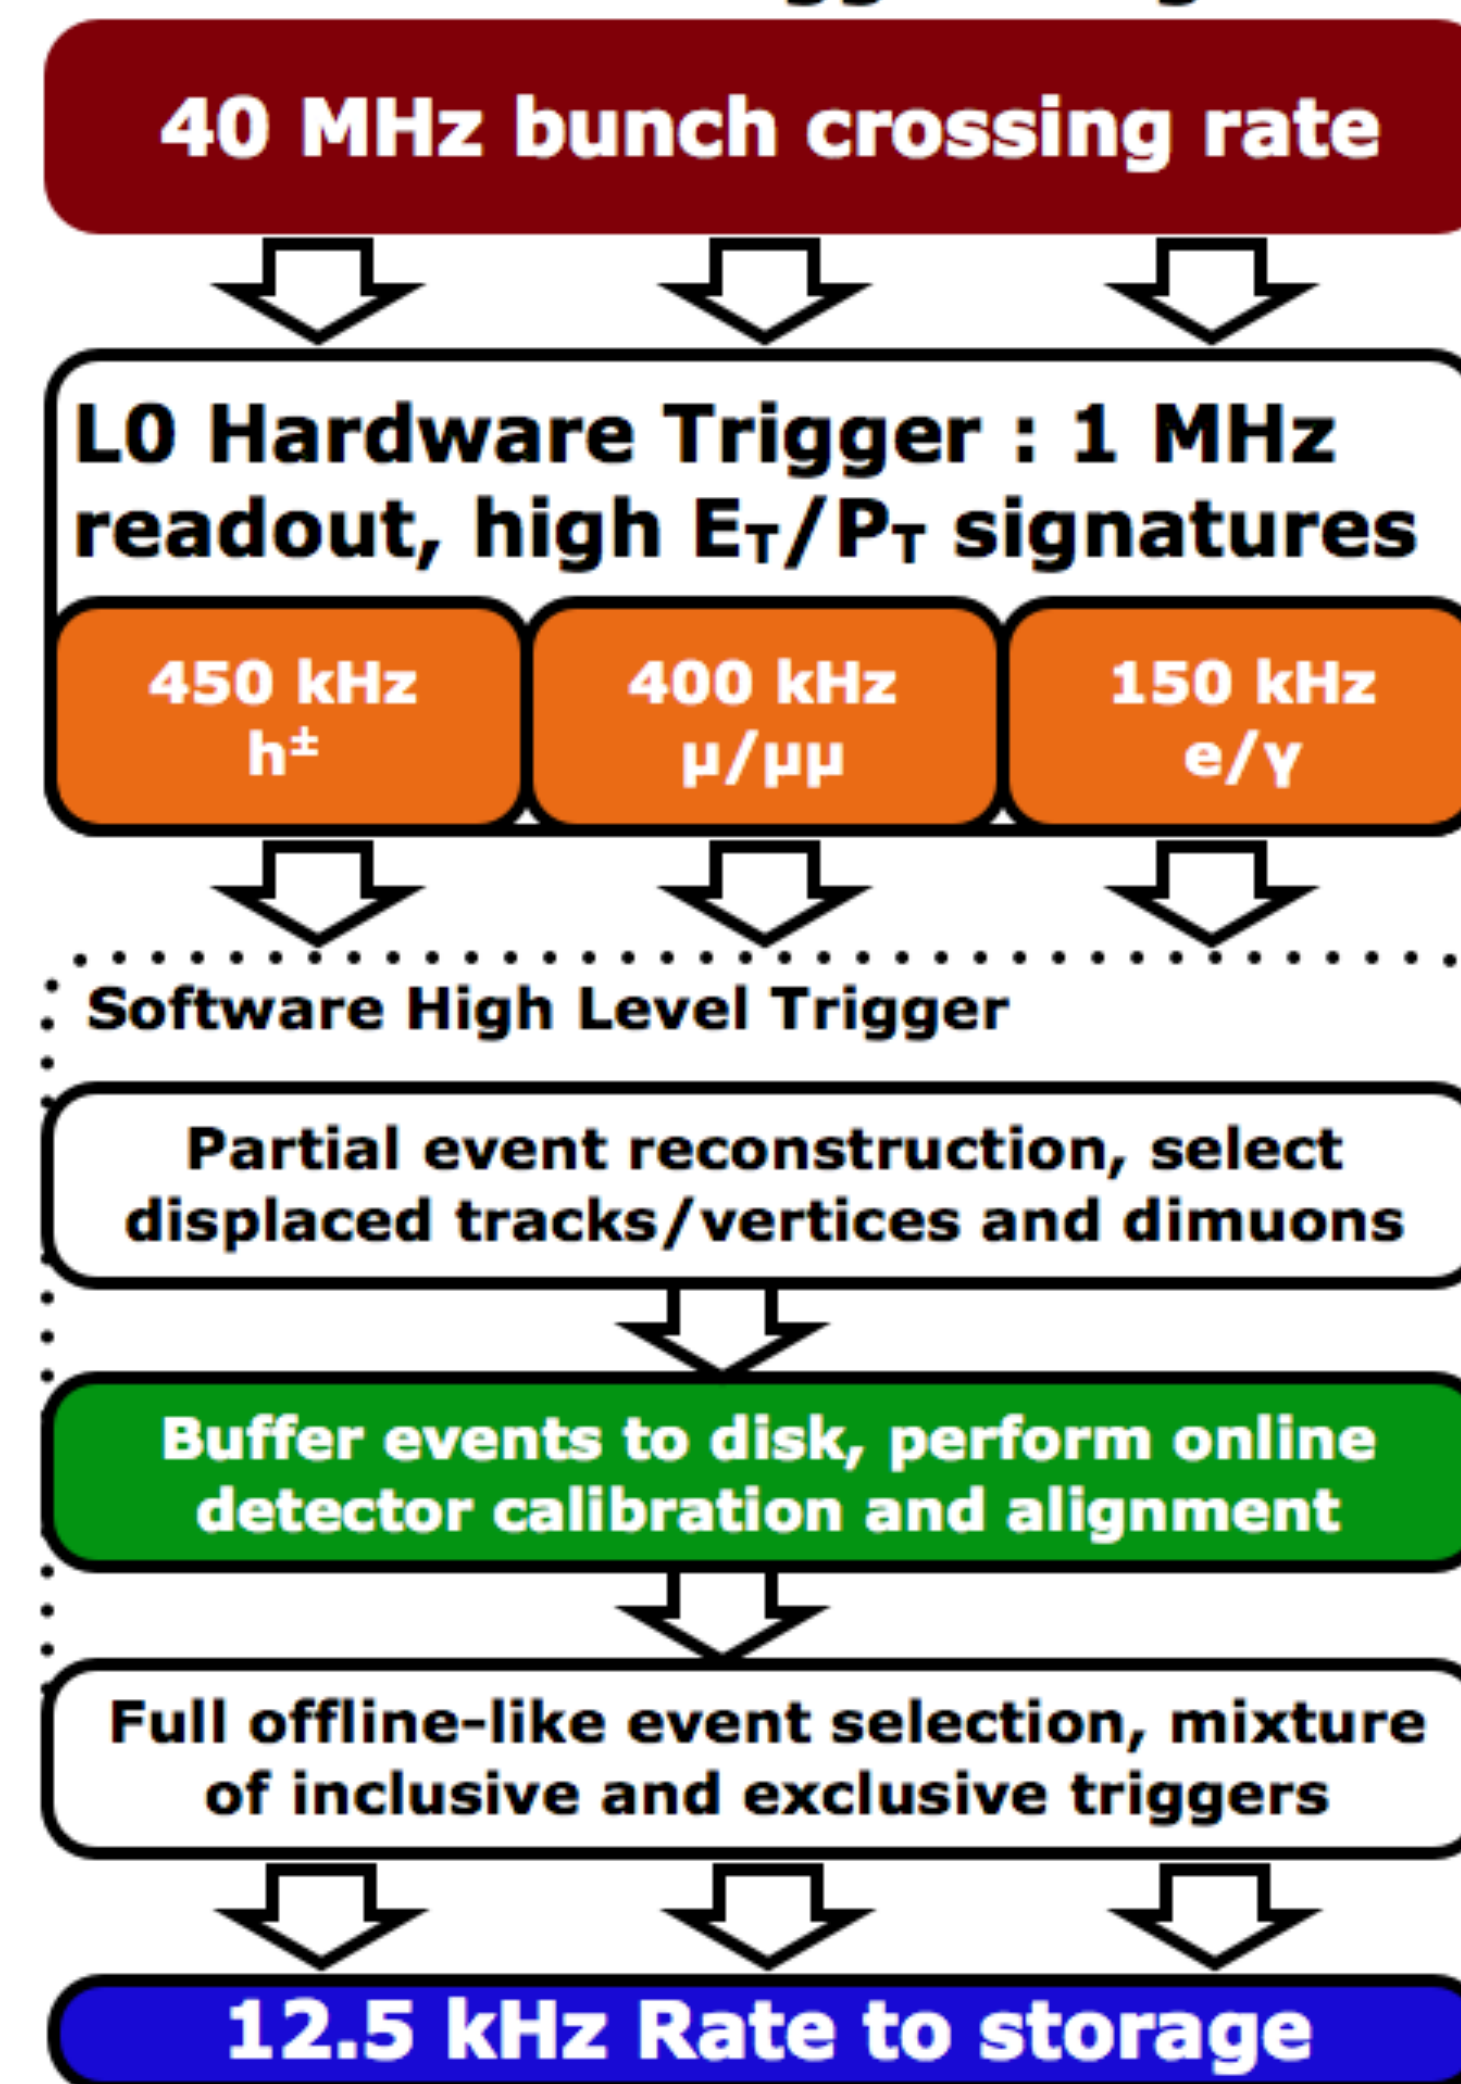 40 MHz bunch crossing rate
L0 Hardware Trigger : 1 MHz
readout, high E_T/P_T signatures
450 kHz
h±
400 kHz
μ/μμ
150 kHz
e/γ
Software High Level Trigger
Partial event reconstruction, select
displaced tracks/vertices and dimuons
Buffer events to disk, perform online
detector calibration and alignment
Full offline-like event selection, mixture
of inclusive and exclusive triggers
12.5 kHz Rate to storage